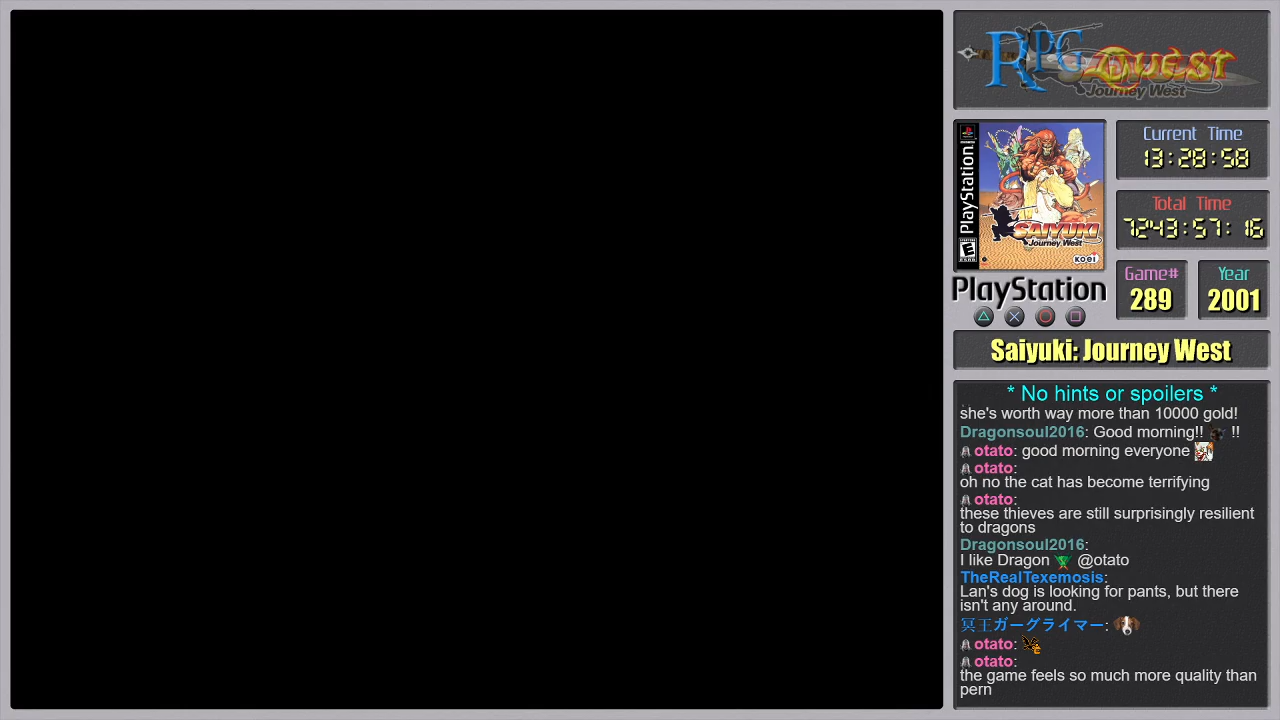 RPG Quest
Journey West
Current Time
13:28:58
PlayStation
SAIYUKI
Journey West
KOEI
Total Time
7243:57:16
PlayStation
Game#
289
Year
2001
Saiyuki: Journey West
* No hints or spoilers *
she's worth way more than 10000 gold!
Dragonsoul2016: Good morning!! !!
otato: good morning everyone
otato:
oh no the cat has become terrifying
otato:
these thieves are still surprisingly resilient
to dragons
Dragonsoul2016:
I like Dragon @otato
TheRealTexemosis:
Lan's dog is looking for pants, but there
isn't any around.
冥王ガーグライマー:
otato:
otato:
the game feels so much more quality than
pern